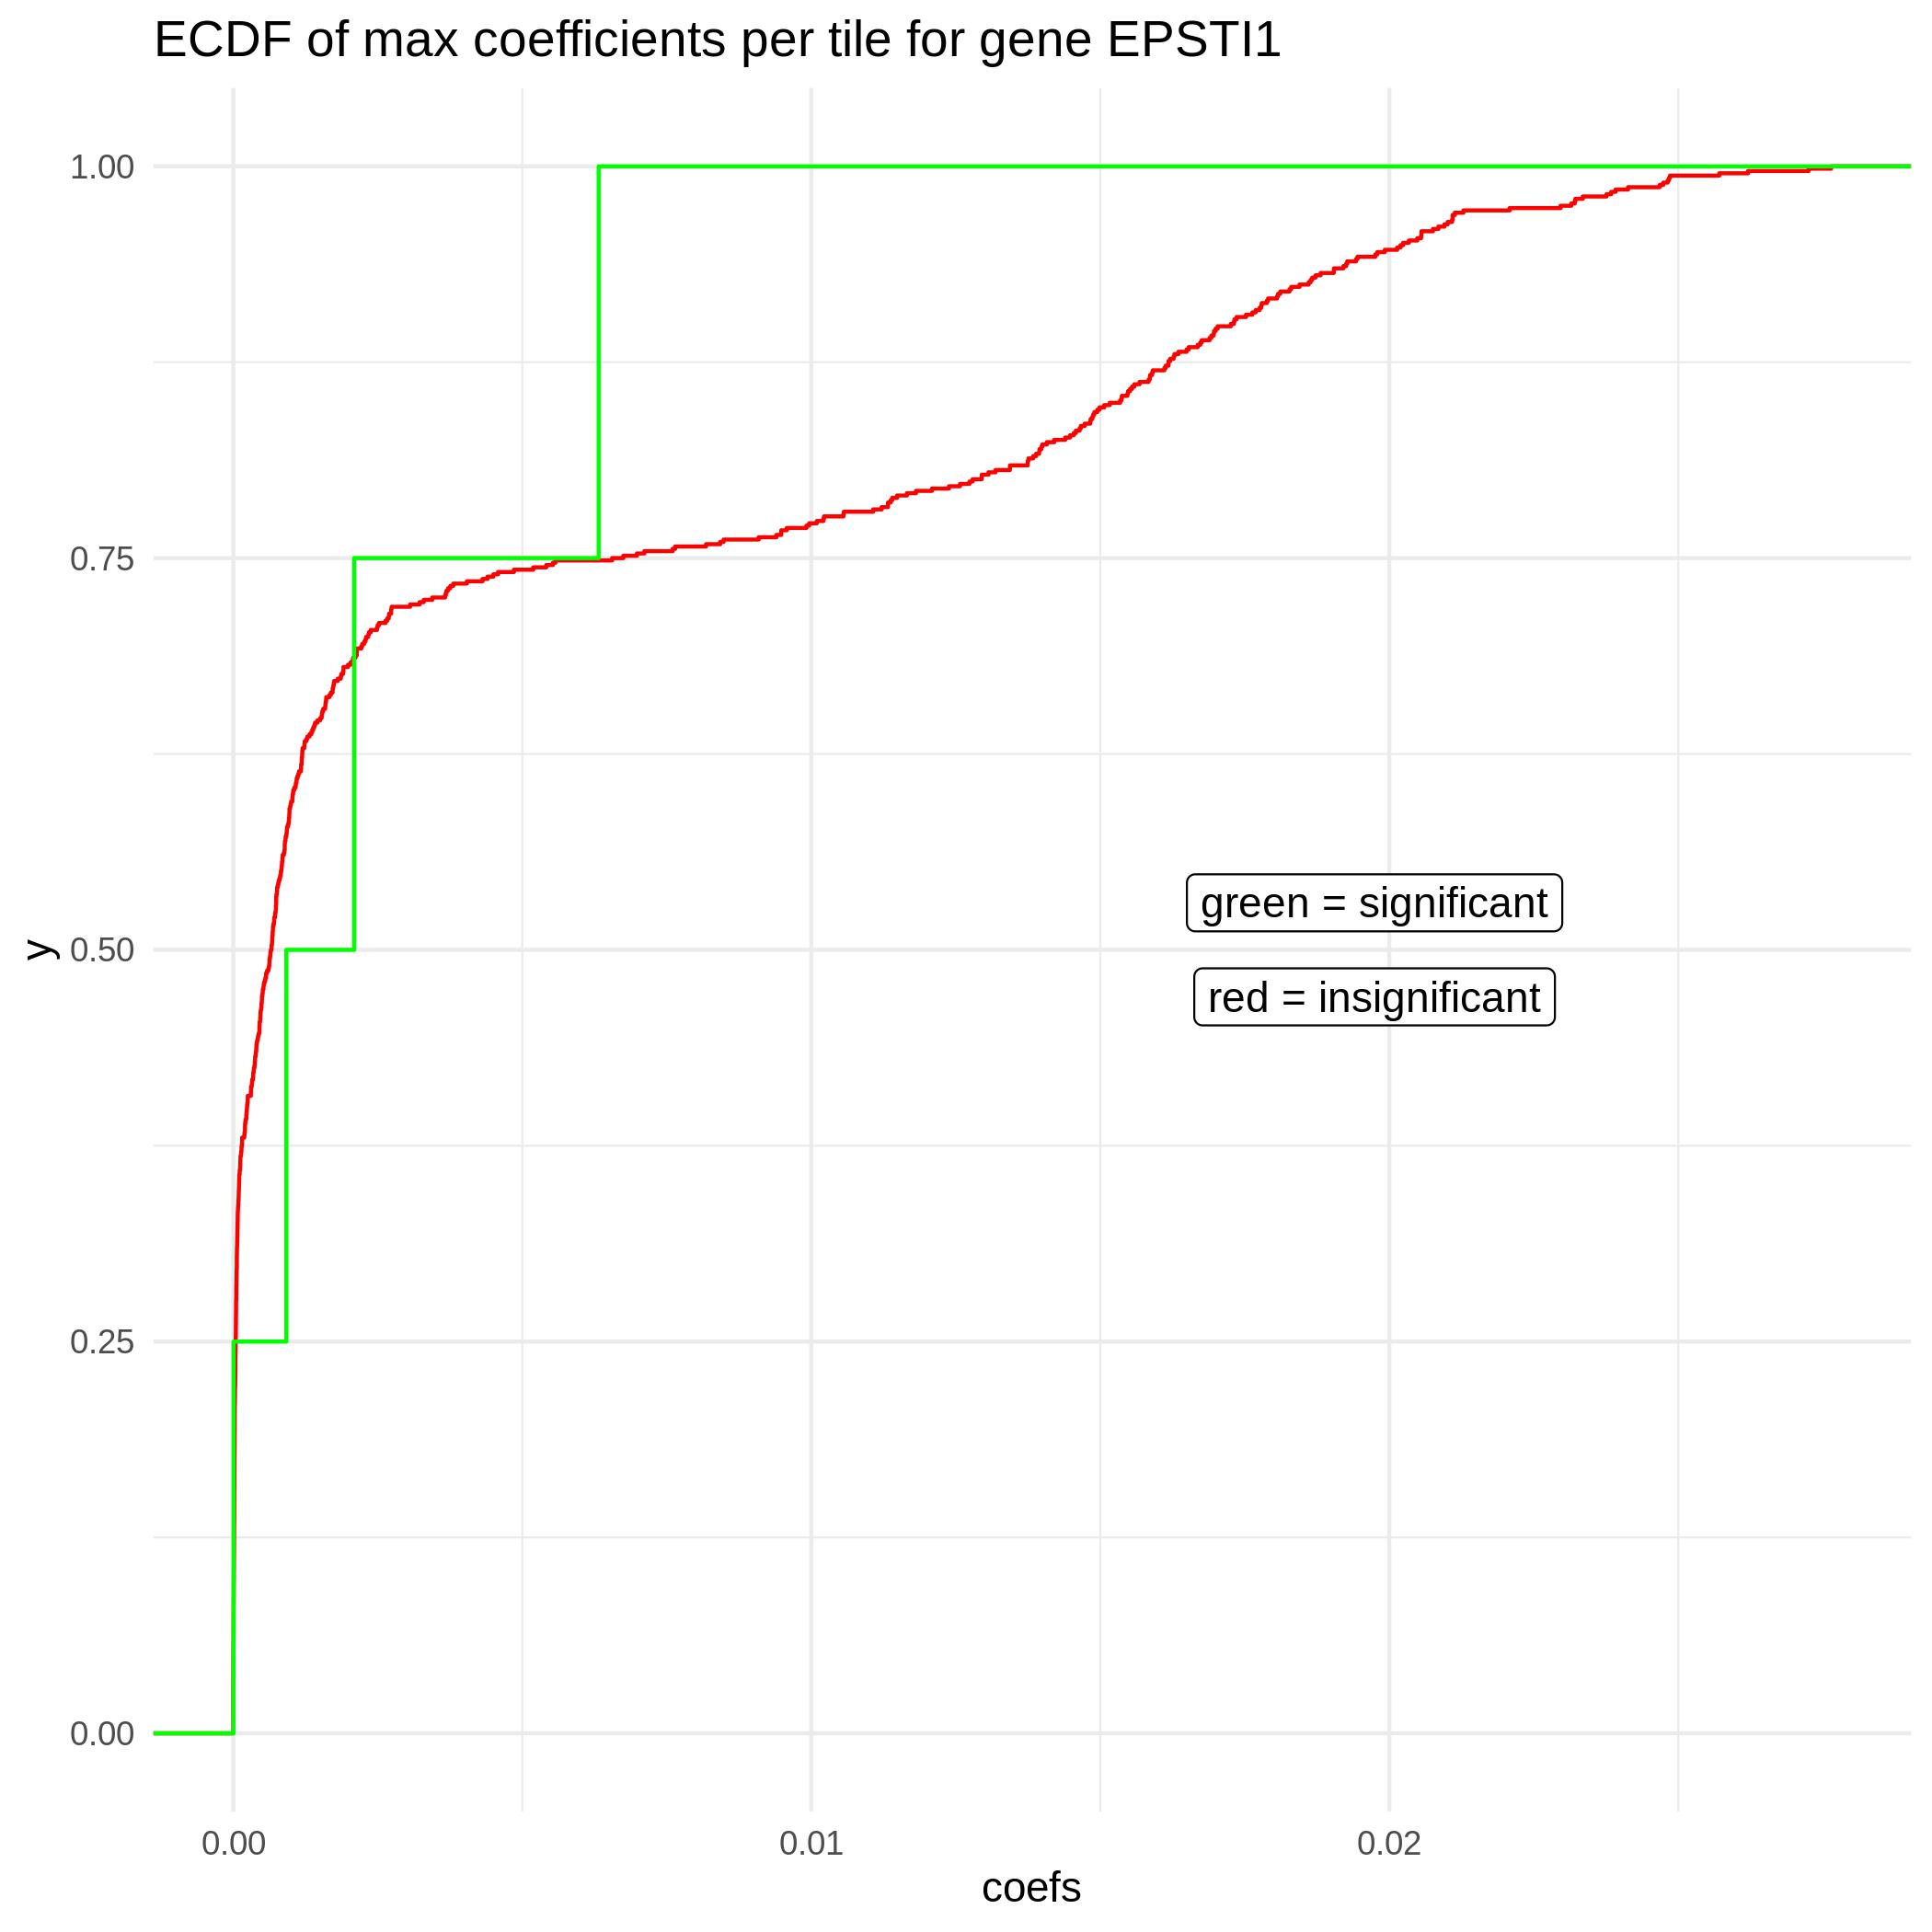 ECDF of max coefficients per tile for gene EPSTI1
1.00
0.75
0.50
0.25
0.00
y
green = significant
red = insignificant
0.00 0.01 0.02
coefs